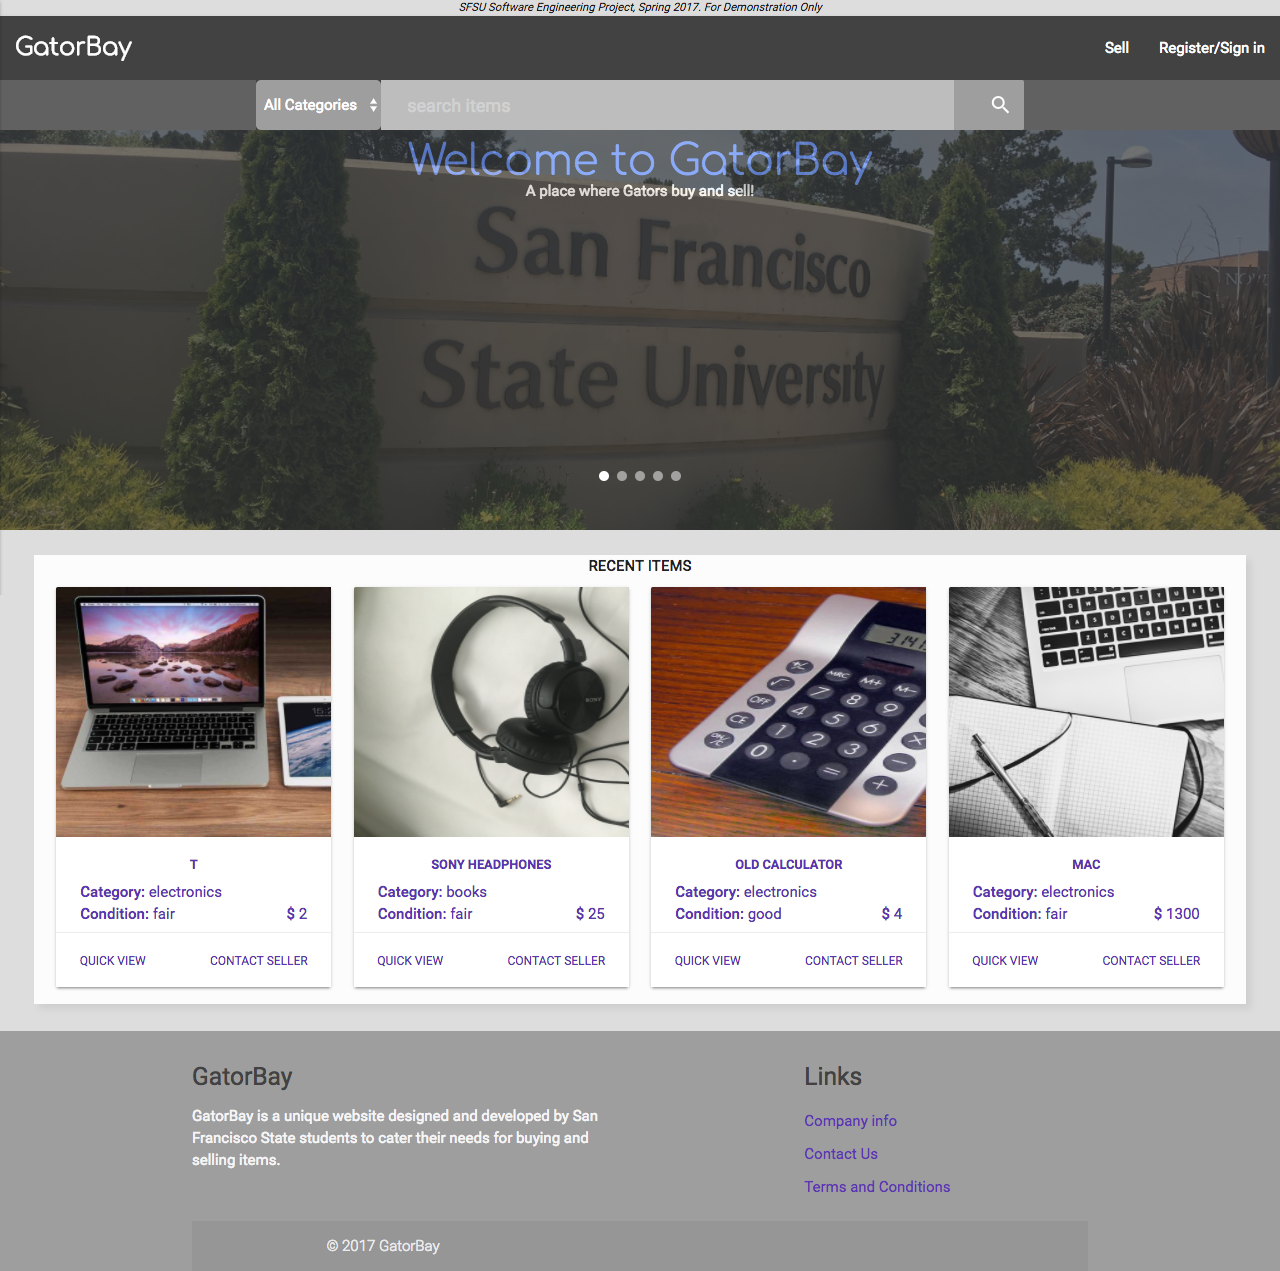 SFSU Software Engineering Project, Spring 2017. For Demonstration Only
GatorBay
Sell
Register/Sign in
All Categories
search items
Welcome to GatorBay
A place where Gators buy and sell!
San Francisco
State University
RECENT ITEMS
T
Category: electronics
Condition: fair
$ 2
QUICK VIEW
CONTACT SELLER
SONY
SONY HEADPHONES
Category: books
Condition: fair
$ 25
QUICK VIEW
CONTACT SELLER
OLD CALCULATOR
Category: electronics
Condition: good
$ 4
QUICK VIEW
CONTACT SELLER
MAC
Category: electronics
Condition: fair
$ 1300
QUICK VIEW
CONTACT SELLER
GatorBay
GatorBay is a unique website designed and developed by San
Francisco State students to cater their needs for buying and
selling items.
Links
Company info
Contact Us
Terms and Conditions
© 2017 GatorBay